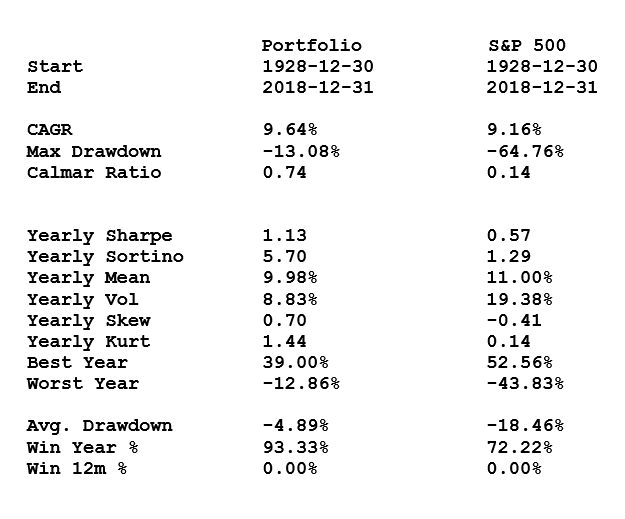 Portfolio S&P 500
Start 1928-12-30 1928-12-30
End 2018-12-31 2018-12-31
CAGR 9.64% 9.16%
Max Drawdown -13.08% -64.76%
Calmar Ratio 0.74 0.14
Yearly Sharpe 1.13 0.57
Yearly Sortino 5.70 1.29
Yearly Mean 9.98% 11.00%
Yearly Vol 8.83% 19.38%
Yearly Skew 0.70 -0.41
Yearly Kurt 1.44 0.14
Best Year 39.00% 52.56%
Worst Year -12.86% -43.83%
Avg. Drawdown -4.89% -18.46%
Win Year % 93.33% 72.22%
Win 12m % 0.00% 0.00%